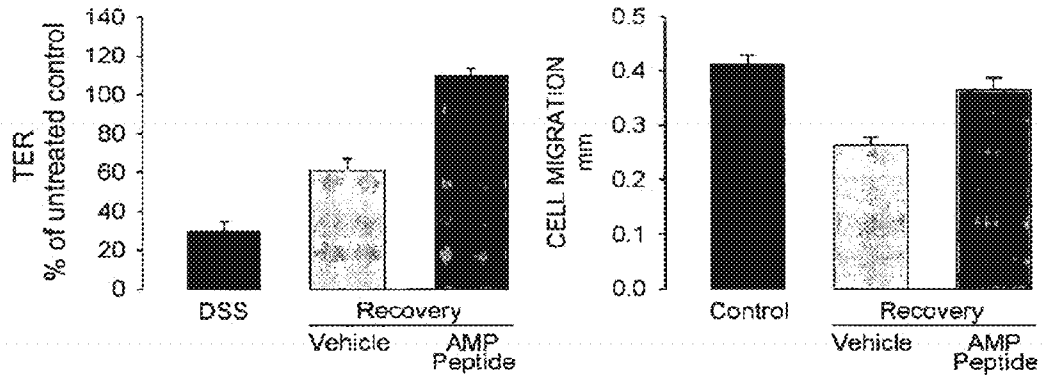 TER
% of untreated control
140
120
100
80
60
40
20
0
DSS
Recovery
Vehicle
AMP
Peptide
CELL MIGRATION
mm
0.5
0.4
0.3
0.2
0.1
0.0
Control
Recovery
Vehicle
AMP
Peptide